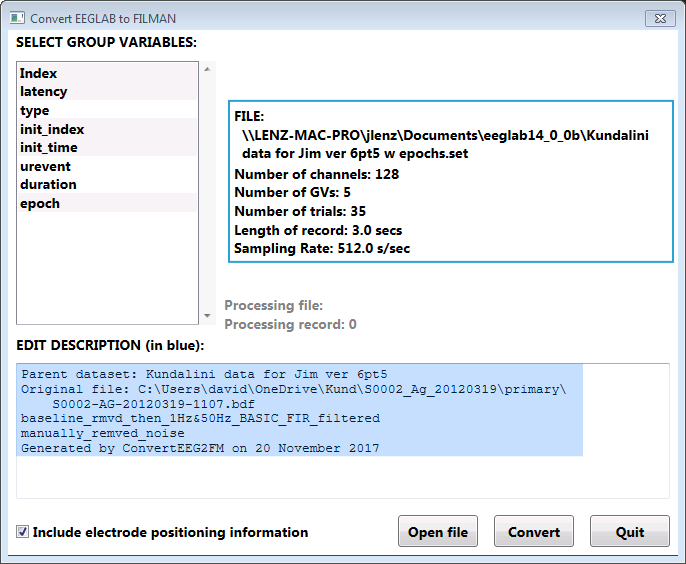 Convert EEGLAB to FILMAN
SELECT GROUP VARIABLES:
Index
latency
type
init_index
init_time
urevent
duration
epoch
FILE:
\\LENZ-MAC-PRO\jlenz\Documents\eeglab14_0_0b\Kundalini
data for Jim ver 6pt5 w epochs.set
Number of channels: 128
Number of GVs: 5
Number of trials: 35
Length of record: 3.0 secs
Sampling Rate: 512.0 s/sec
Processing file:
Processing record: 0
EDIT DESCRIPTION (in blue):
Parent dataset: Kundalini data for Jim ver 6pt5
Original file: C:\Users\david\OneDrive\Kund\S0002_Ag_20120319\primary\
S0002-AG-20120319-1107.bdf
baseline_rmvd_then_1Hz&50Hz_BASIC_FIR_filtered
manually_remved_noise
Generated by ConvertEEG2FM on 20 November 2017
Include electrode positioning information
Open file
Convert
Quit